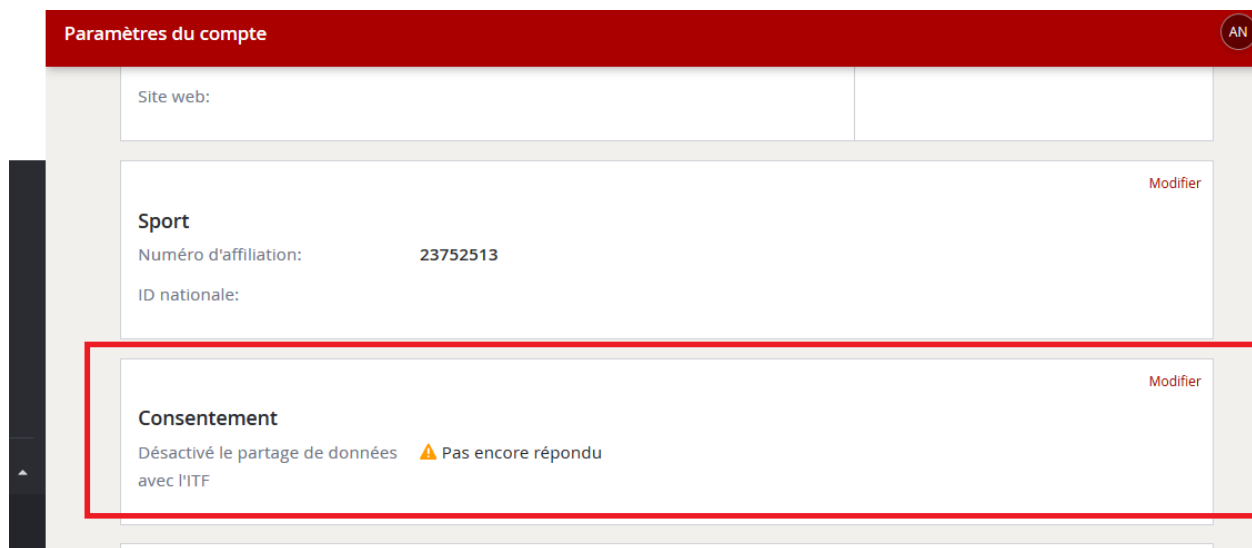 Paramètres du compte
AN
Site web:
Modifier
Sport
Numéro d'affiliation: 23752513
ID nationale:
Modifier
Consentement
Désactivé le partage de données Pas encore répondu
avec l'ITF